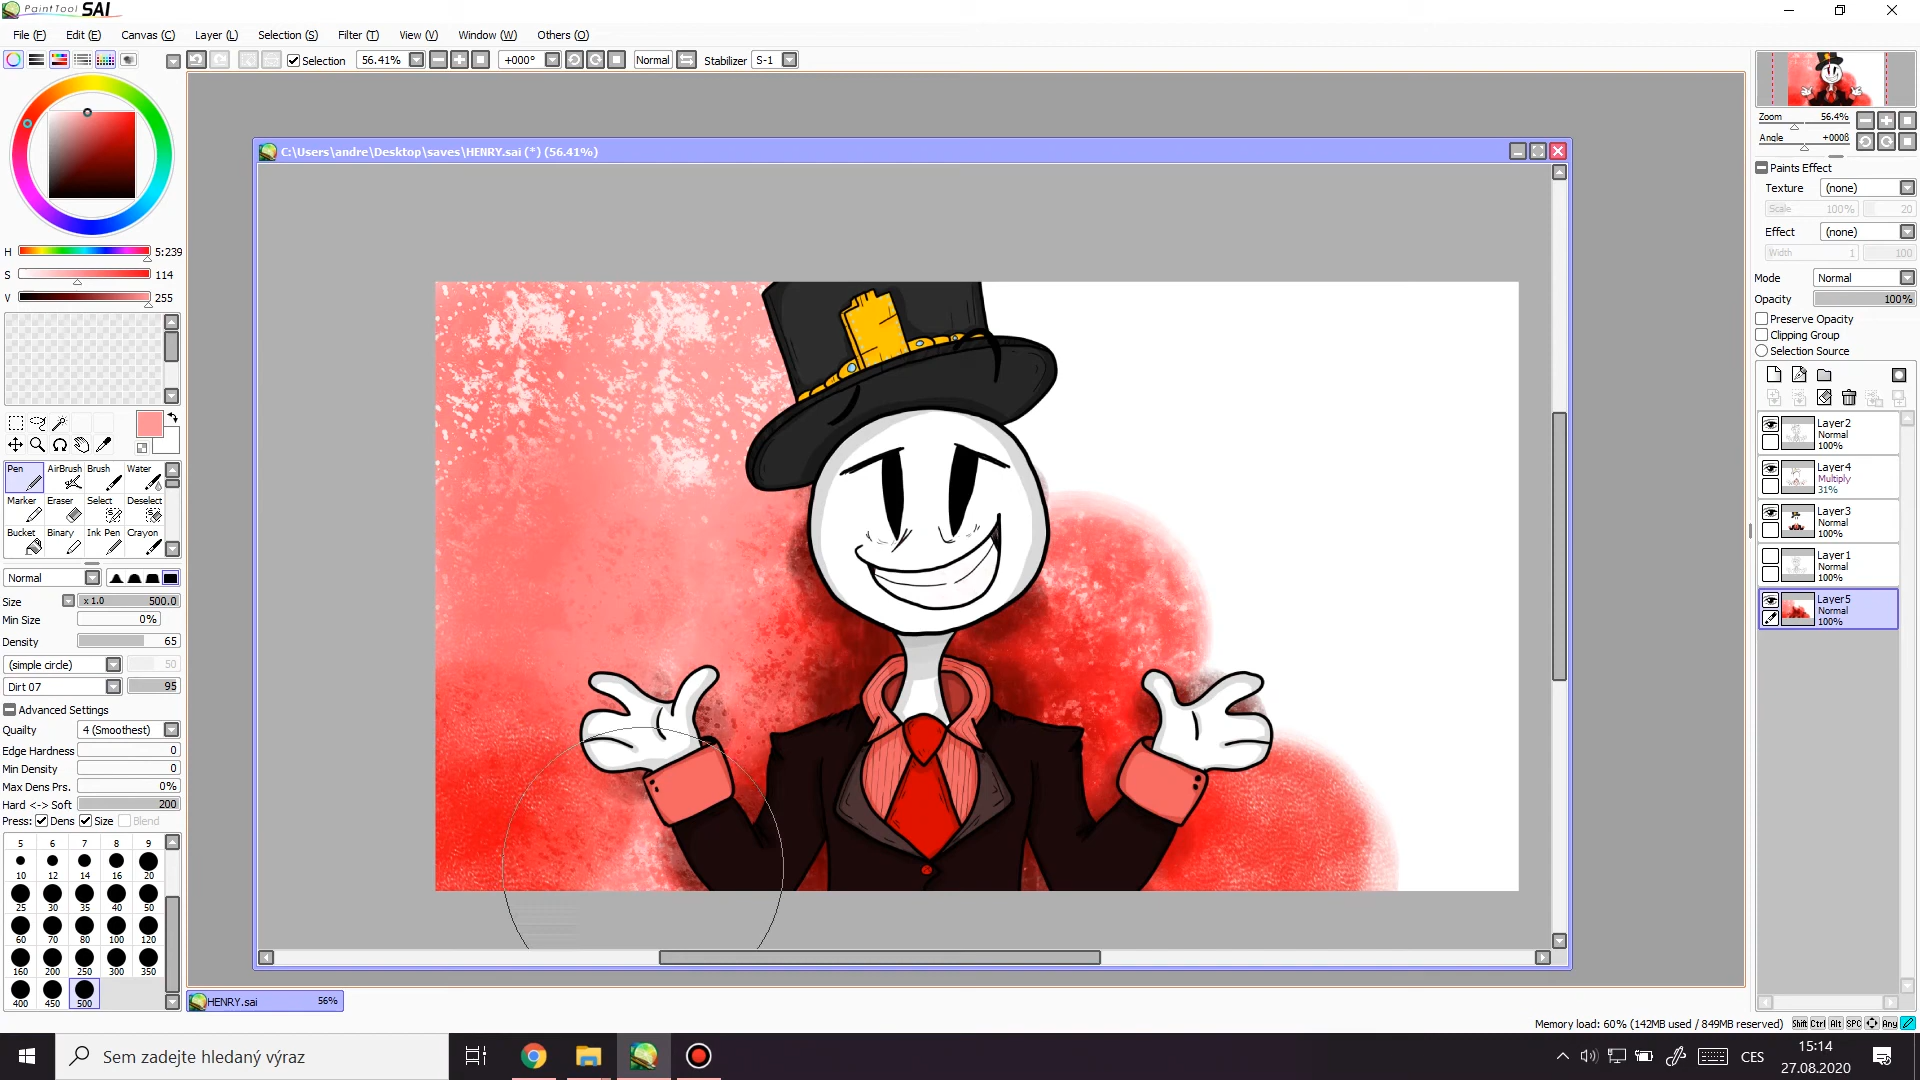 PaintTool SAI
File (F) Edit (E) Canvas (C) Layer (L) Selection (S) Filter (T) View (V) Window (W) Others (O)
Selection 56.41% +000° Normal Stabilizer S-1
C:\Users\andre\Desktop\saves\HENRY.sai (*) (56.41%)
H 5:239
S 114
V 255
Pen AirBrush Brush Water
Marker Eraser Select Deselect
Bucket Binary Ink Pen Crayon
Normal
Size x 1.0 500.0
Min Size 0%
Density 65
(simple circle) 50
Dirt 07 95
Advanced Settings
Quailty 4 (Smoothest)
Edge Hardness 0
Min Density 0
Max Dens Prs. 0%
Hard <-> Soft 200
Press: Dens Size Blend
5 6 7 8 9
10 12 14 16 20
25 30 35 40 50
60 70 80 100 120
160 200 250 300 350
400 450 500
HENRY.sai 56%
Zoom 56.4%
Angle +000ß
Paints Effect
Texture (none)
Scale 100% 20
Effect (none)
Width 1 100
Mode Normal
Opacity 100%
Preserve Opacity
Clipping Group
Selection Source
Layer2
Normal
100%
Layer4
Multiply
31%
Layer3
Normal
100%
Layer1
Normal
100%
Layer5
Normal
100%
Memory load: 60% (142MB used / 849MB reserved) Shift Ctrl Alt SPC Any
Sem zadejte hledaný výraz
CES
15:14
27.08.2020